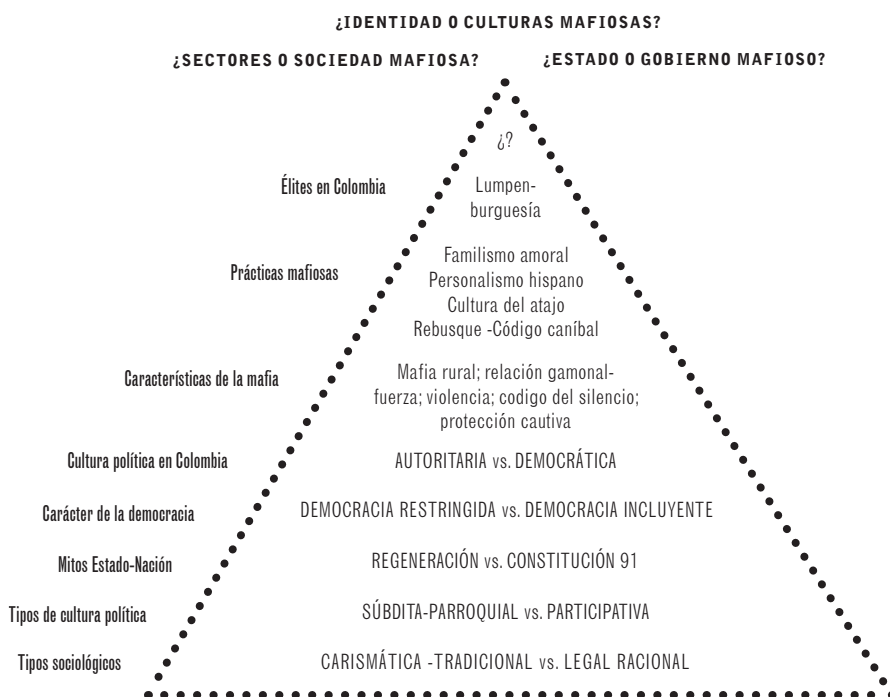 ¿IDENTIDAD O CULTURAS MAFIOSAS?
¿SECTORES O SOCIEDAD MAFIOSA?
¿ESTADO O GOBIERNO MAFIOSO?
¿?
Élites en Colombia
Lumpen-
burguesía
Prácticas mafiosas
Familismo amoral
Personalismo hispano
Cultura del atajo
Rebusque -Código caníbal
Características de la mafia
Mafia rural; relación gamonal-
fuerza; violencia; codigo del silencio;
protección cautiva
Cultura política en Colombia
AUTORITARIA vs. DEMOCRÁTICA
Carácter de la democracia
DEMOCRACIA RESTRINGIDA vs. DEMOCRACIA INCLUYENTE
Mitos Estado-Nación
REGENERACIÓN vs. CONSTITUCIÓN 91
Tipos de cultura política
SÚBDITA-PARROQUIAL vs. PARTICIPATIVA
Tipos sociológicos
CARISMÁTICA -TRADICIONAL vs. LEGAL RACIONAL